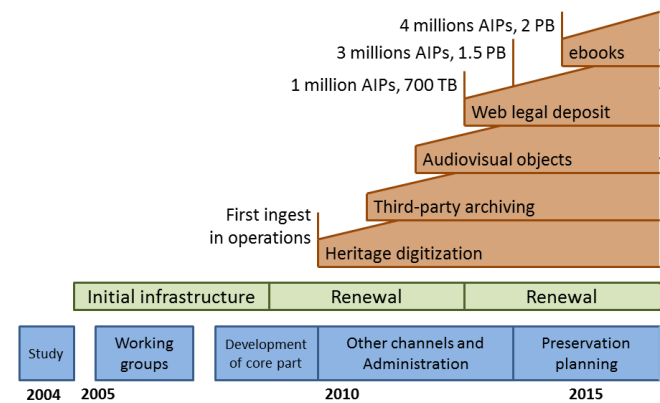 4 millions AIPs, 2 PB
ebooks
3 millions AIPs, 1.5 PB
1 million AIPs, 700 TB
Web legal deposit
Audiovisual objects
Third-party archiving
First ingest
in operations
Heritage digitization
Initial infrastructure
Renewal
Renewal
Study
Working
groups
Development
of core part
Other channels and
Administration
Preservation
planning
2004
2005
2010
2015